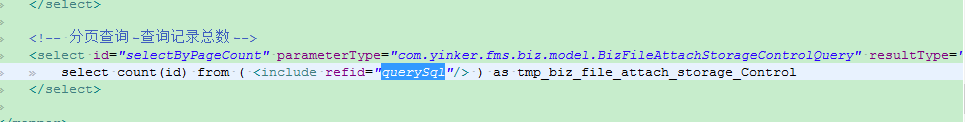 </select>
<!-- 分页查询-查询记录总数 -->
<select id="selectByPageCount" parameterType="com.yinker.fms.biz.model.BizFileAttachStorageControlQuery" resultType="
select count(id) from ( <include refid="querySql"/> ) as tmp_biz_file_attach_storage_Control
</select>